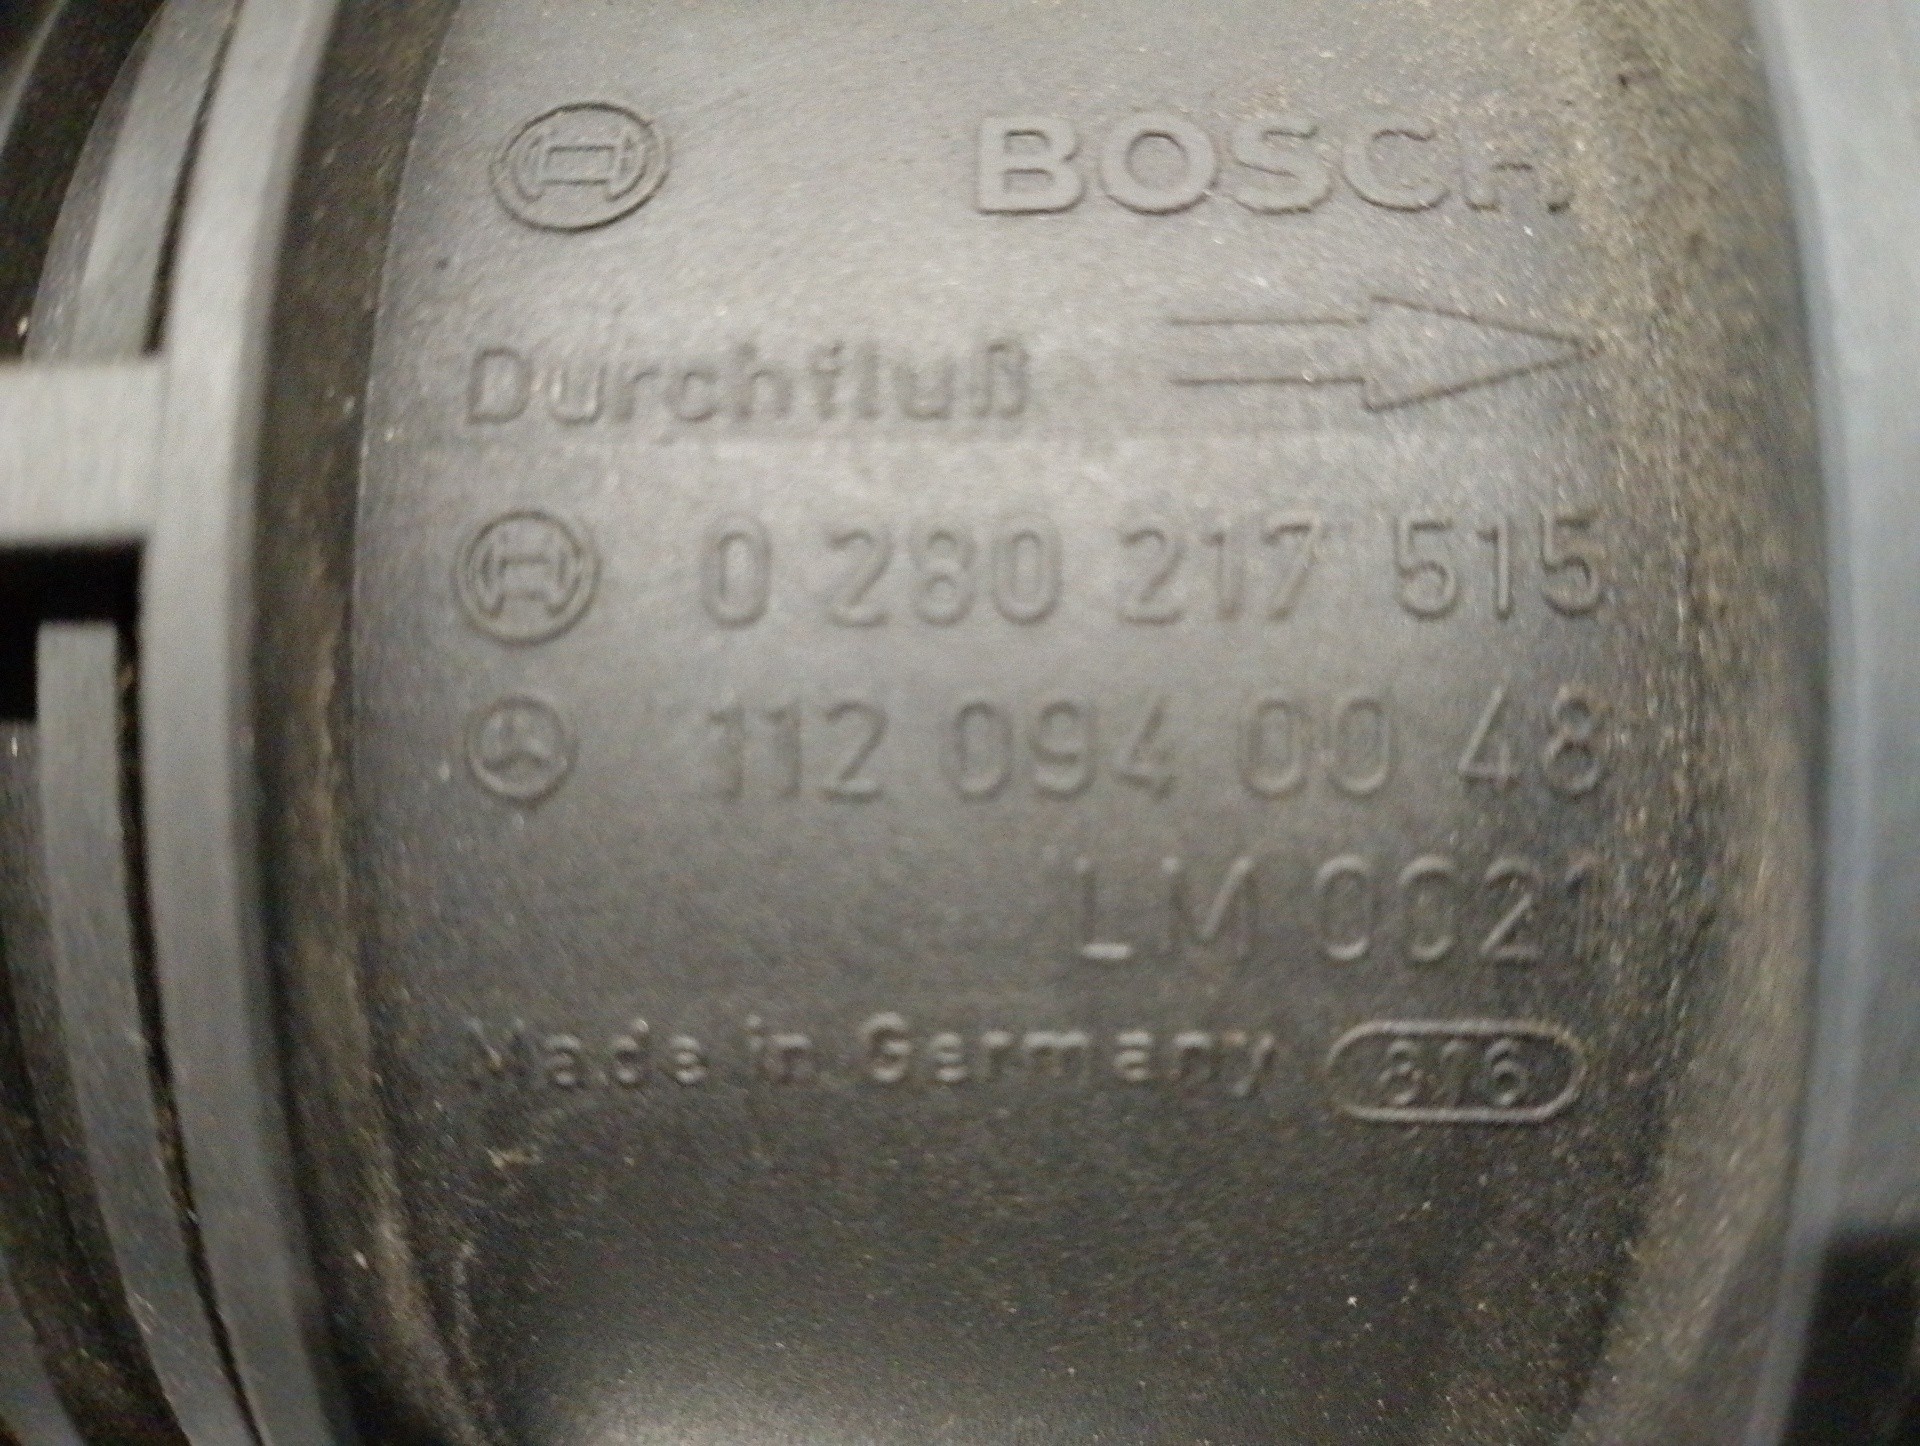 BOSCH
Durchfluß
0 280 217 515
112 094 00 48
LM 0021
Made in Germany